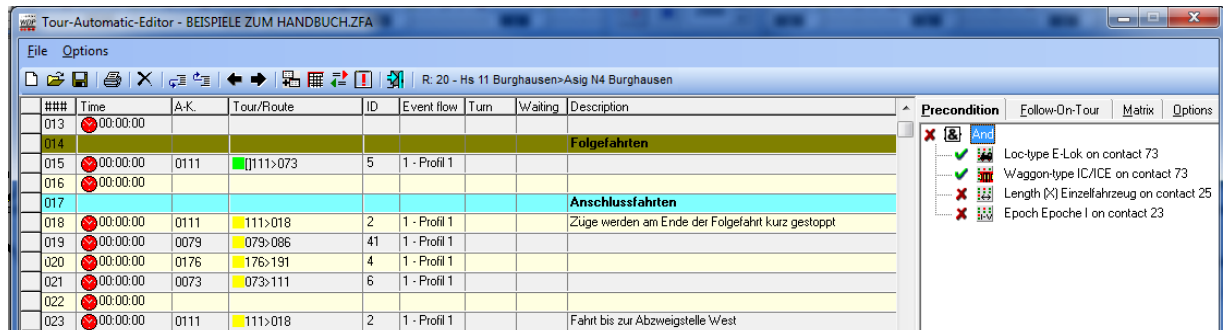 Tour-Automatic-Editor - BEISPIELE ZUM HANDBUCH.ZFA
File Options
R: 20 - Hs 11 Burghausen>Asig N4 Burghausen
### Time A-K. Tour/Route ID Event flow Turn Waiting Description
013 00:00:00
014 Folgefahrten
015 00:00:00 0111 []111>073 5 1 - Profil 1
016 00:00:00
017 Anschlussfahrten
018 00:00:00 0111 111>018 2 1 - Profil 1 Züge werden am Ende der Folgefahrt kurz gestoppt
019 00:00:00 0079 079>086 41 1 - Profil 1
020 00:00:00 0176 176>191 4 1 - Profil 1
021 00:00:00 0073 073>111 6 1 - Profil 1
022 00:00:00
023 00:00:00 0111 111>018 2 1 - Profil 1 Fahrt bis zur Abzweigstelle West
Precondition Follow-On-Tour Matrix Options
& And
Loc-type E-Lok on contact 73
Waggon-type IC/ICE on contact 73
Length (X) Einzelfahrzeug on contact 25
Epoch Epoche I on contact 23